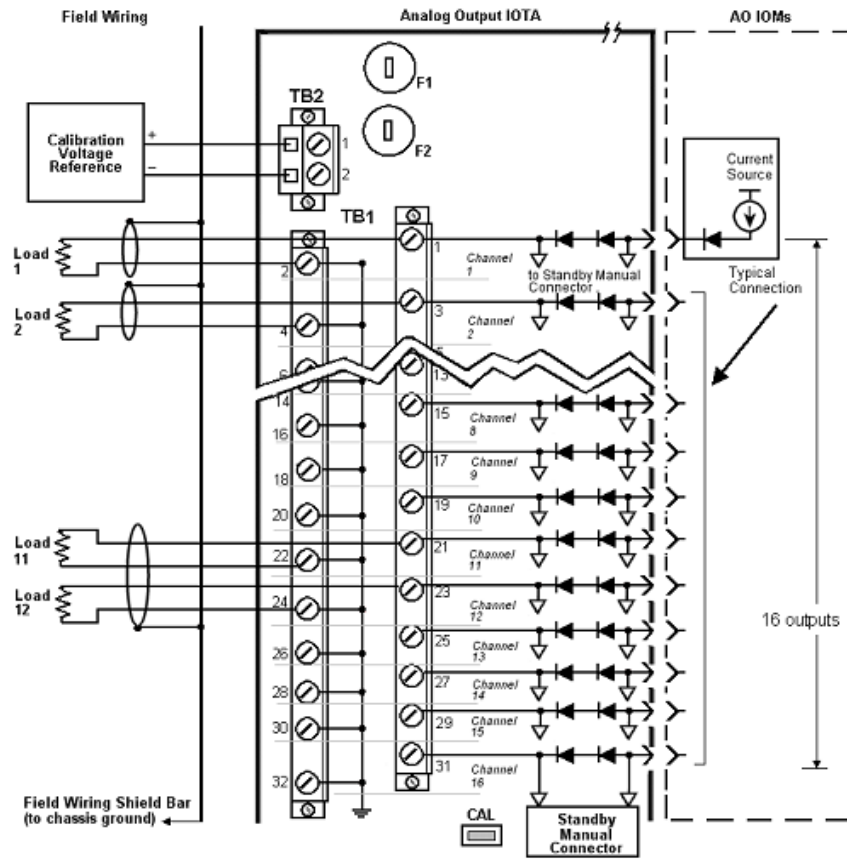 Field Wiring
Analog Output IOTA
AO IOMs
F1
TB2
F2
Calibration
Voltage
Reference
+
−
1
2
Current
Source
TB1
Load
1
1
Channel
1
2
to Standby Manual
Connector
Typical
Connection
Load
2
3
Channel
2
4
13
14
15
Channel
8
16
17
Channel
9
18
19
Channel
10
20
Load
11
21
Channel
11
22
Load
12
23
Channel
12
24
16 outputs
25
Channel
13
26
27
Channel
14
28
29
Channel
15
30
31
Channel
16
32
Field Wiring Shield Bar
(to chassis ground)
CAL
Standby
Manual
Connector